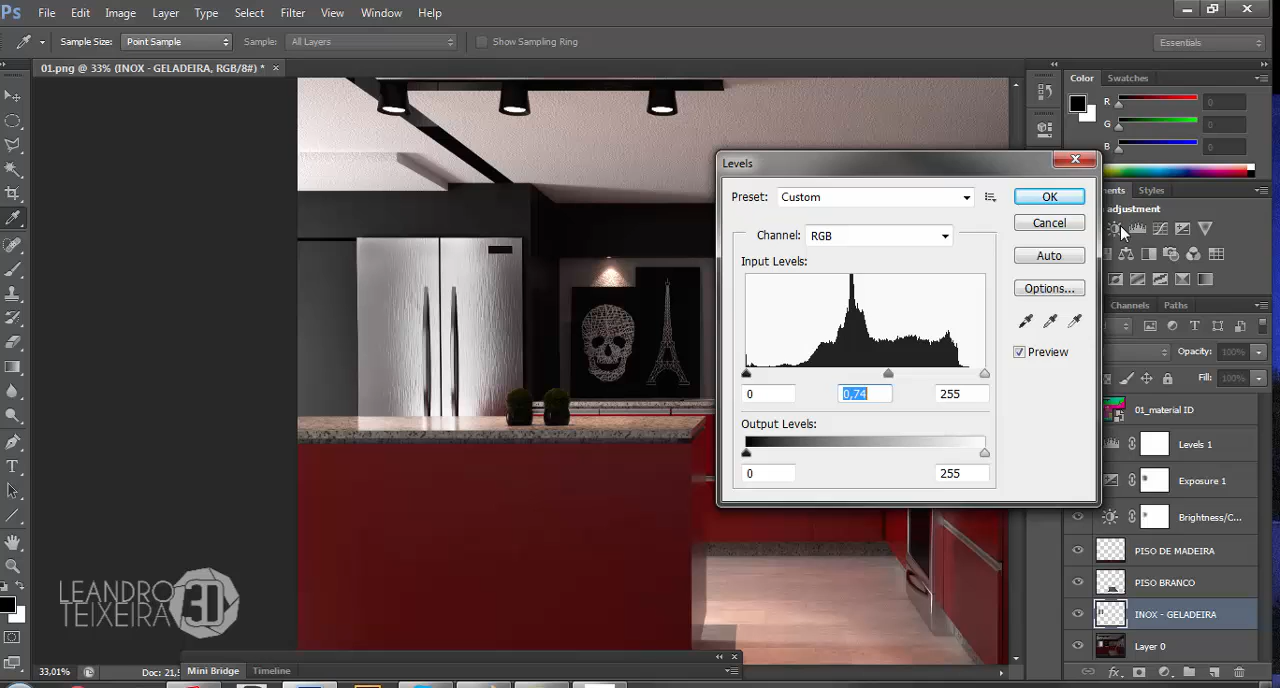 Ps File Edit Image Layer Type Select Filter View Window Help
Sample Size: Point Sample Sample: All Layers Show Sampling Ring Essentials
01.png @ 33% (INOX - GELADEIRA, RGB/8#) * ×
Color Swatches
R 0
G 0
B 0
Styles
adjustment
Levels
Preset: Custom OK
Channel: RGB Cancel
Input Levels: Auto
Options...
Preview
0 0,74 255
Output Levels:
0 255
Channels Paths
Opacity: 100%
Fill: 100%
01_material ID
Levels 1
Exposure 1
Brightness/C...
PISO DE MADEIRA
PISO BRANCO
INOX - GELADEIRA
Layer 0
LEANDRO
TEIXEIRA 3D
33,01% Doc: 21,5
Mini Bridge Timeline